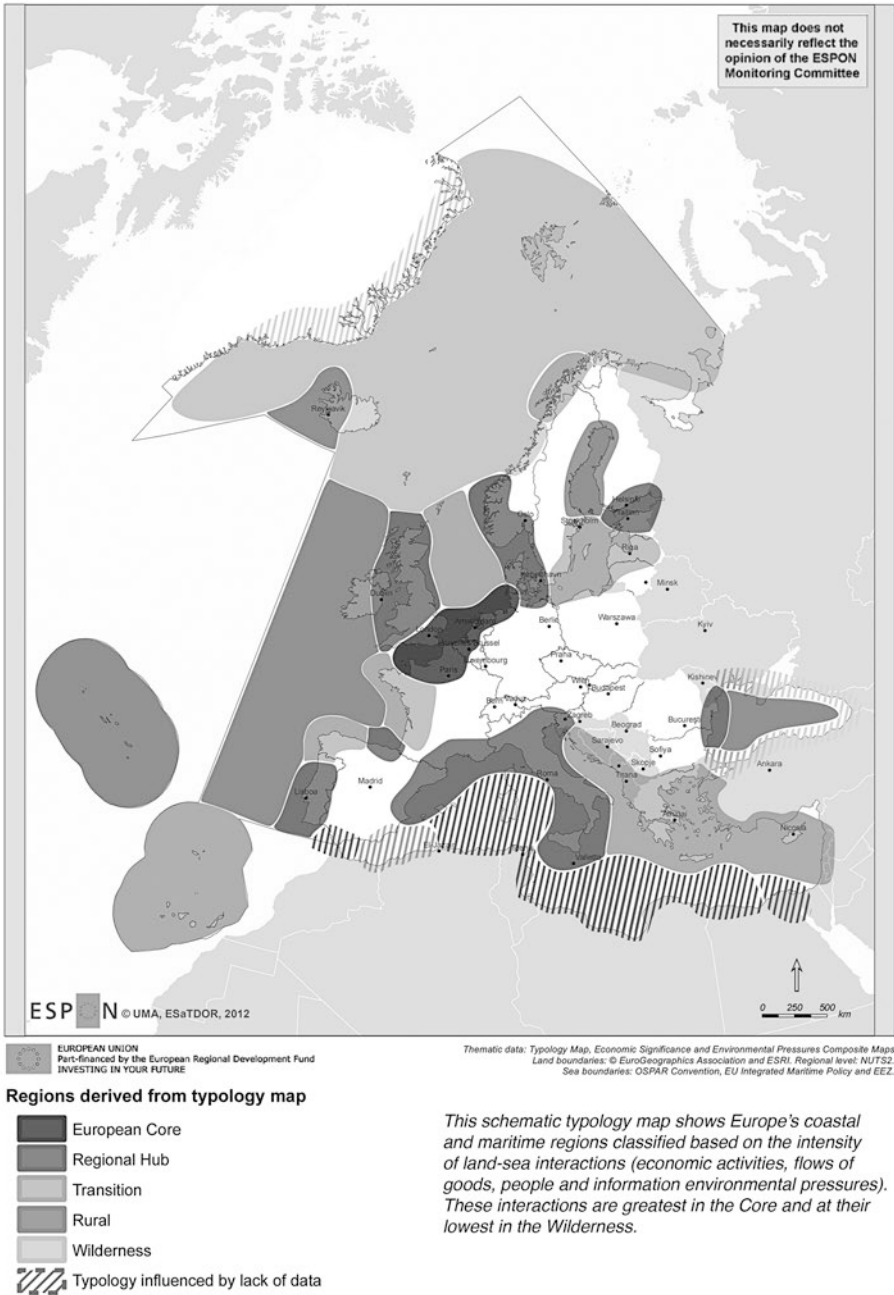 This map does not
necessarily reflect the
opinion of the ESPON
Monitoring Committee
Reykjavik
Helsinki
Tallinn
Oslo
Stockholm
Riga
København
Minsk
Dublin
Warszawa
Berlin
London
Kyiv
Praha
Paris
Luxembourg
Kishinev
Wien
Budapest
Bern
Vaduz
Zagreb
Beograd
Bucureşti
Sarajevo
Sofiya
Skopje
Ankara
Roma
Tirana
Madrid
Lisboa
Nicosia
ESPON © UMA, ESaTDOR, 2012
0 250 500
km
EUROPEAN UNION
Part-financed by the European Regional Development Fund
INVESTING IN YOUR FUTURE
Thematic data: Typology Map, Economic Significance and Environmental Pressures Composite Maps
Land boundaries: © EuroGeographics Association and ESRI. Regional level: NUTS2.
Sea boundaries: OSPAR Convention, EU Integrated Maritime Policy and EEZ.
Regions derived from typology map
European Core
Regional Hub
Transition
Rural
Wilderness
Typology influenced by lack of data
This schematic typology map shows Europe's coastal
and maritime regions classified based on the intensity
of land-sea interactions (economic activities, flows of
goods, people and information environmental pressures).
These interactions are greatest in the Core and at their
lowest in the Wilderness.